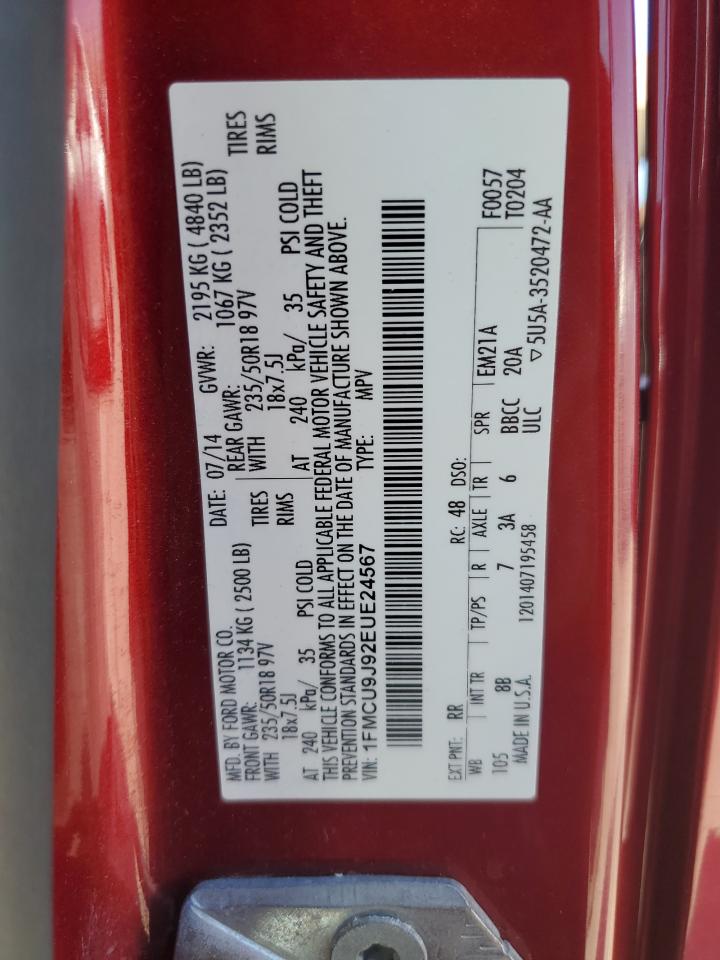 MFD. BY FORD MOTOR CO.
DATE: 07/14
GVWR: 2195 KG ( 4840 LB)
FRONT GAWR: 1134 KG ( 2500 LB)
REAR GAWR: 1067 KG ( 2352 LB)
WITH 235/50R18 97V TIRES
WITH 235/50R18 97V TIRES
18x7.5J RIMS
18x7.5J RIMS
AT 240 kPa/ 35 PSI COLD
AT 240 kPa/ 35 PSI COLD
THIS VEHICLE CONFORMS TO ALL APPLICABLE FEDERAL MOTOR VEHICLE SAFETY AND THEFT
PREVENTION STANDARDS IN EFFECT ON THE DATE OF MANUFACTURE SHOWN ABOVE.
VIN: 1FMCU9J92EUE24567
TYPE: MPV
EXT PNT: RR RC: 48 DSO: F0057
WB INT TR TP/PS R AXLE TR SPR EM21A T0204
105 8B 7 3A 6 BBCC 20A
MADE IN U.S.A. 1201407195458 ULC ▽5U5A-3520472-AA